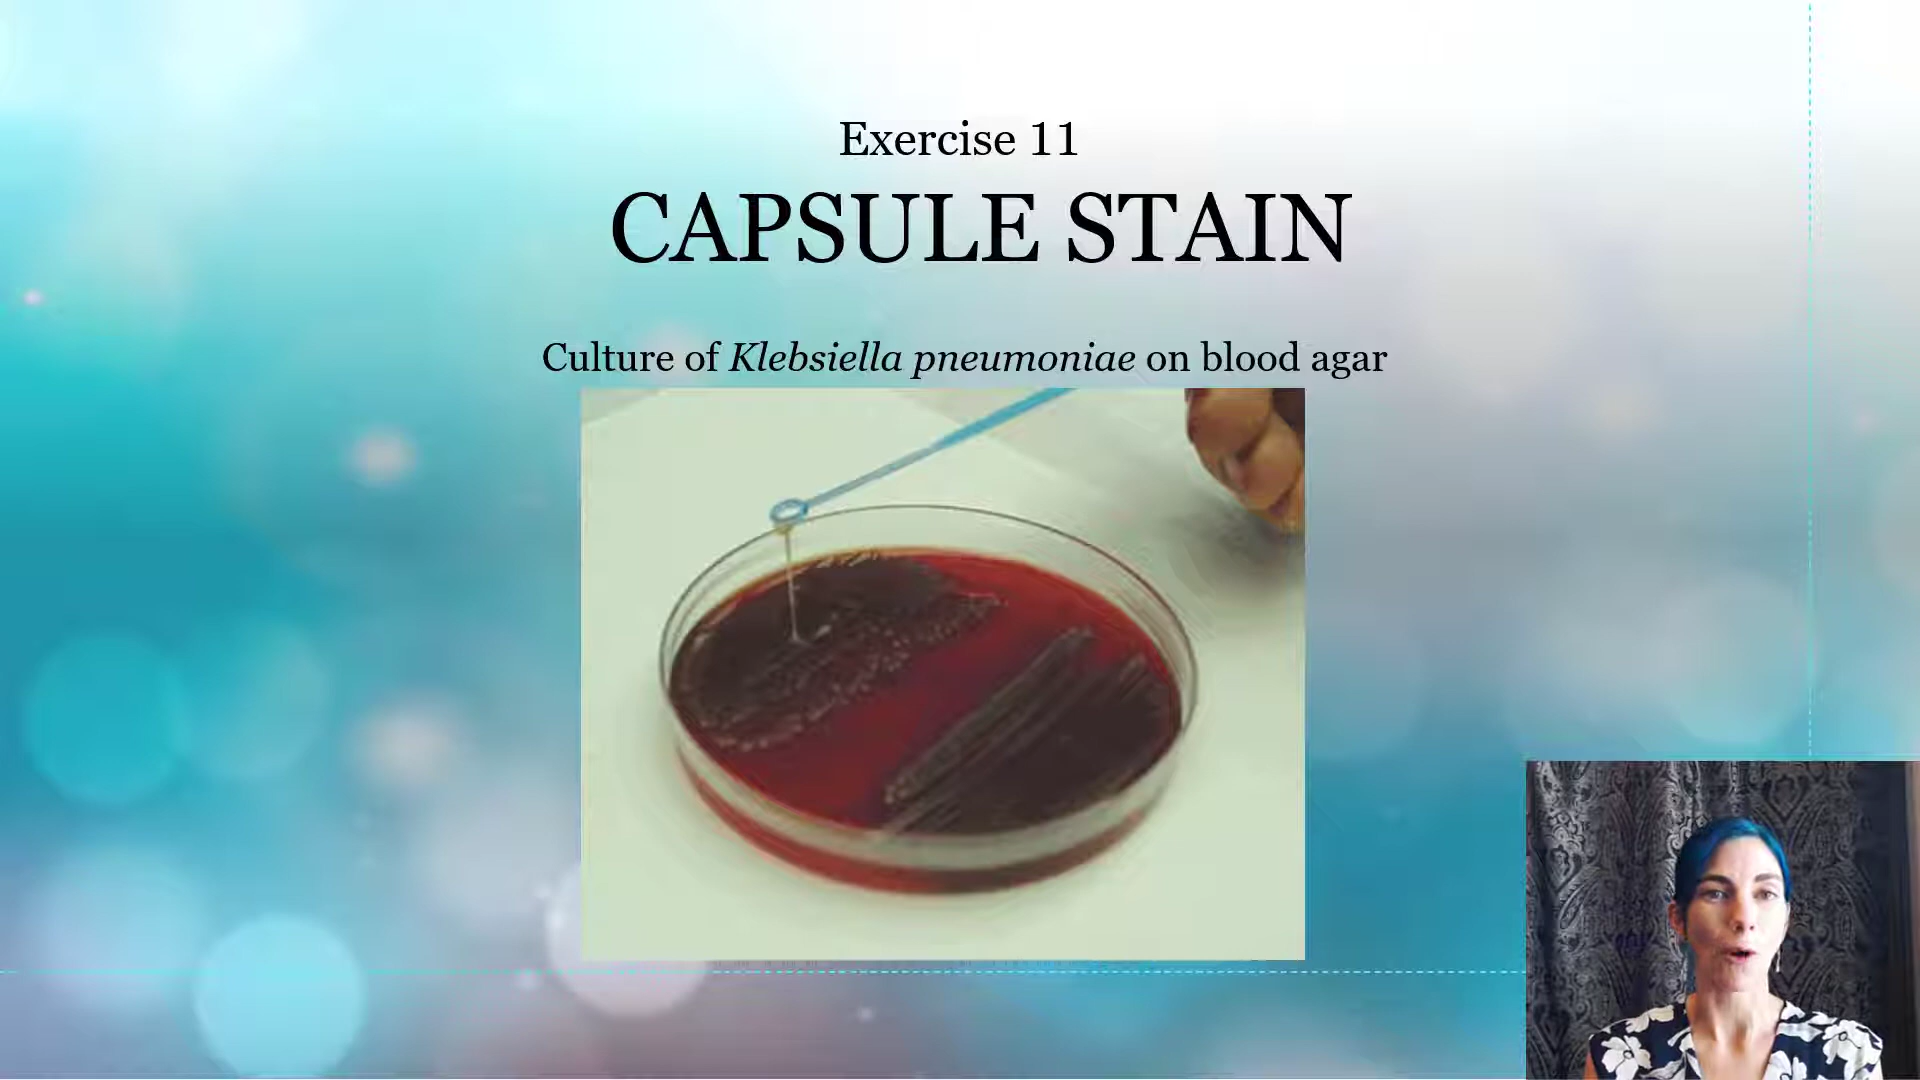 Exercise 11
CAPSULE STAIN
Culture of Klebsiella pneumoniae on blood agar